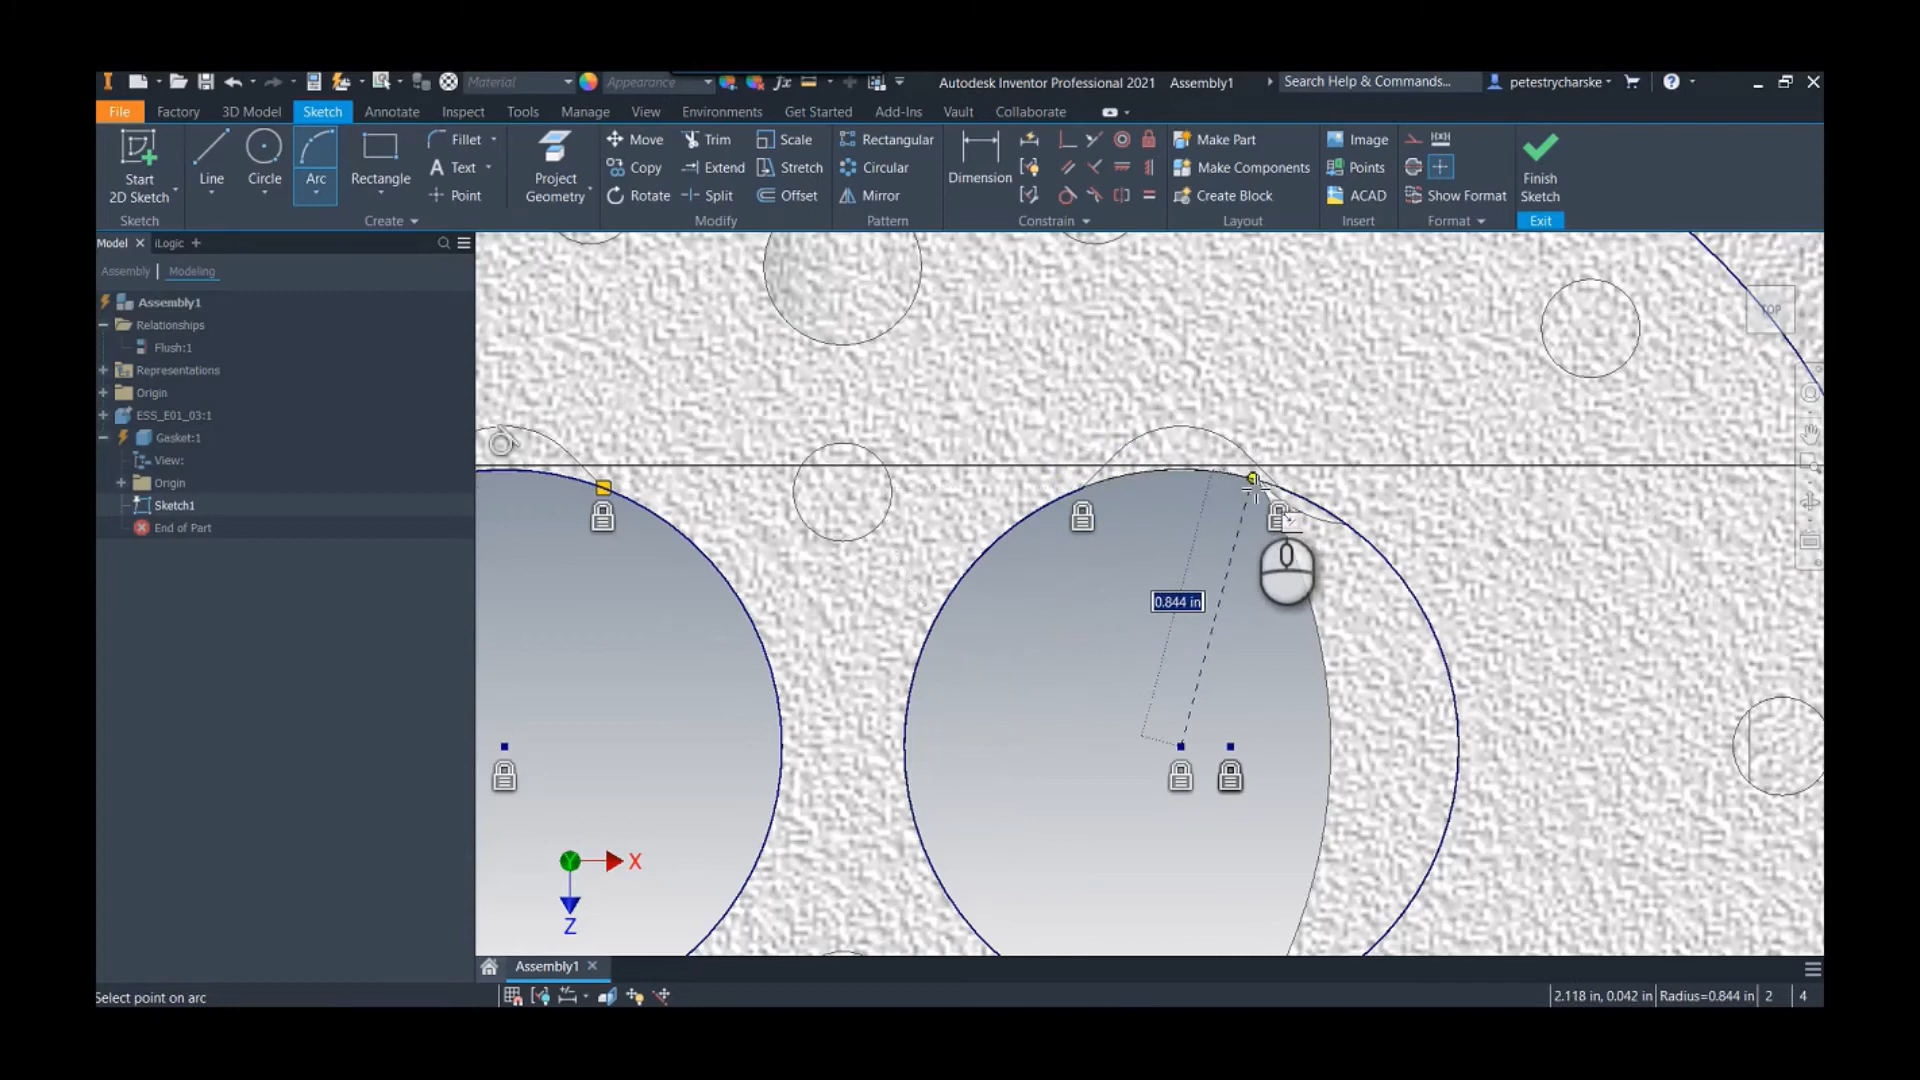 Material
Appearance
fx
Autodesk Inventor Professional 2021 Assembly1
Search Help & Commands...
petestrycharske
File Factory 3D Model Sketch Annotate Inspect Tools Manage View Environments Get Started Add-Ins Vault Collaborate
Start
2D Sketch
Line
Circle
Arc
Rectangle
Fillet
Text
Point
Project
Geometry
Move
Copy
Rotate
Trim
Extend
Split
Scale
Stretch
Offset
Rectangular
Circular
Mirror
Dimension
Make Part
Make Components
Create Block
Image
Points
ACAD
Show Format
Finish
Sketch
Sketch
Create
Modify
Pattern
Constrain
Layout
Insert
Format
Exit
Model
iLogic
Assembly
Modeling
Assembly1
Relationships
Flush:1
Representations
Origin
ESS_E01_03:1
Gasket:1
View:
Origin
Sketch1
End of Part
TOP
0.844 in
X
Y
Z
Assembly1
Select point on arc
2.118 in, 0.042 in
Radius=0.844 in
2
4